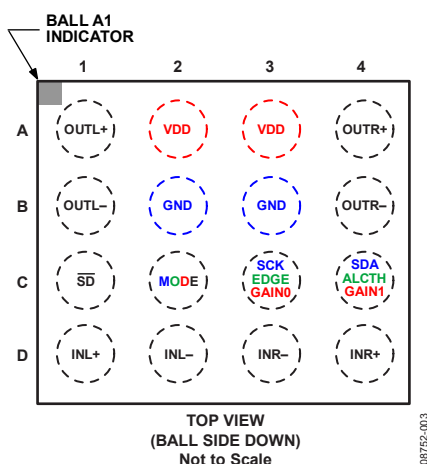 BALL A1
INDICATOR
1 2 3 4
A OUTL+ VDD VDD OUTR+
B OUTL– GND GND OUTR–
C SD MODE SCK EDGE GAIN0 SDA ALCTH GAIN1
D INL+ INL– INR– INR+
TOP VIEW
(BALL SIDE DOWN)
Not to Scale
08752-003